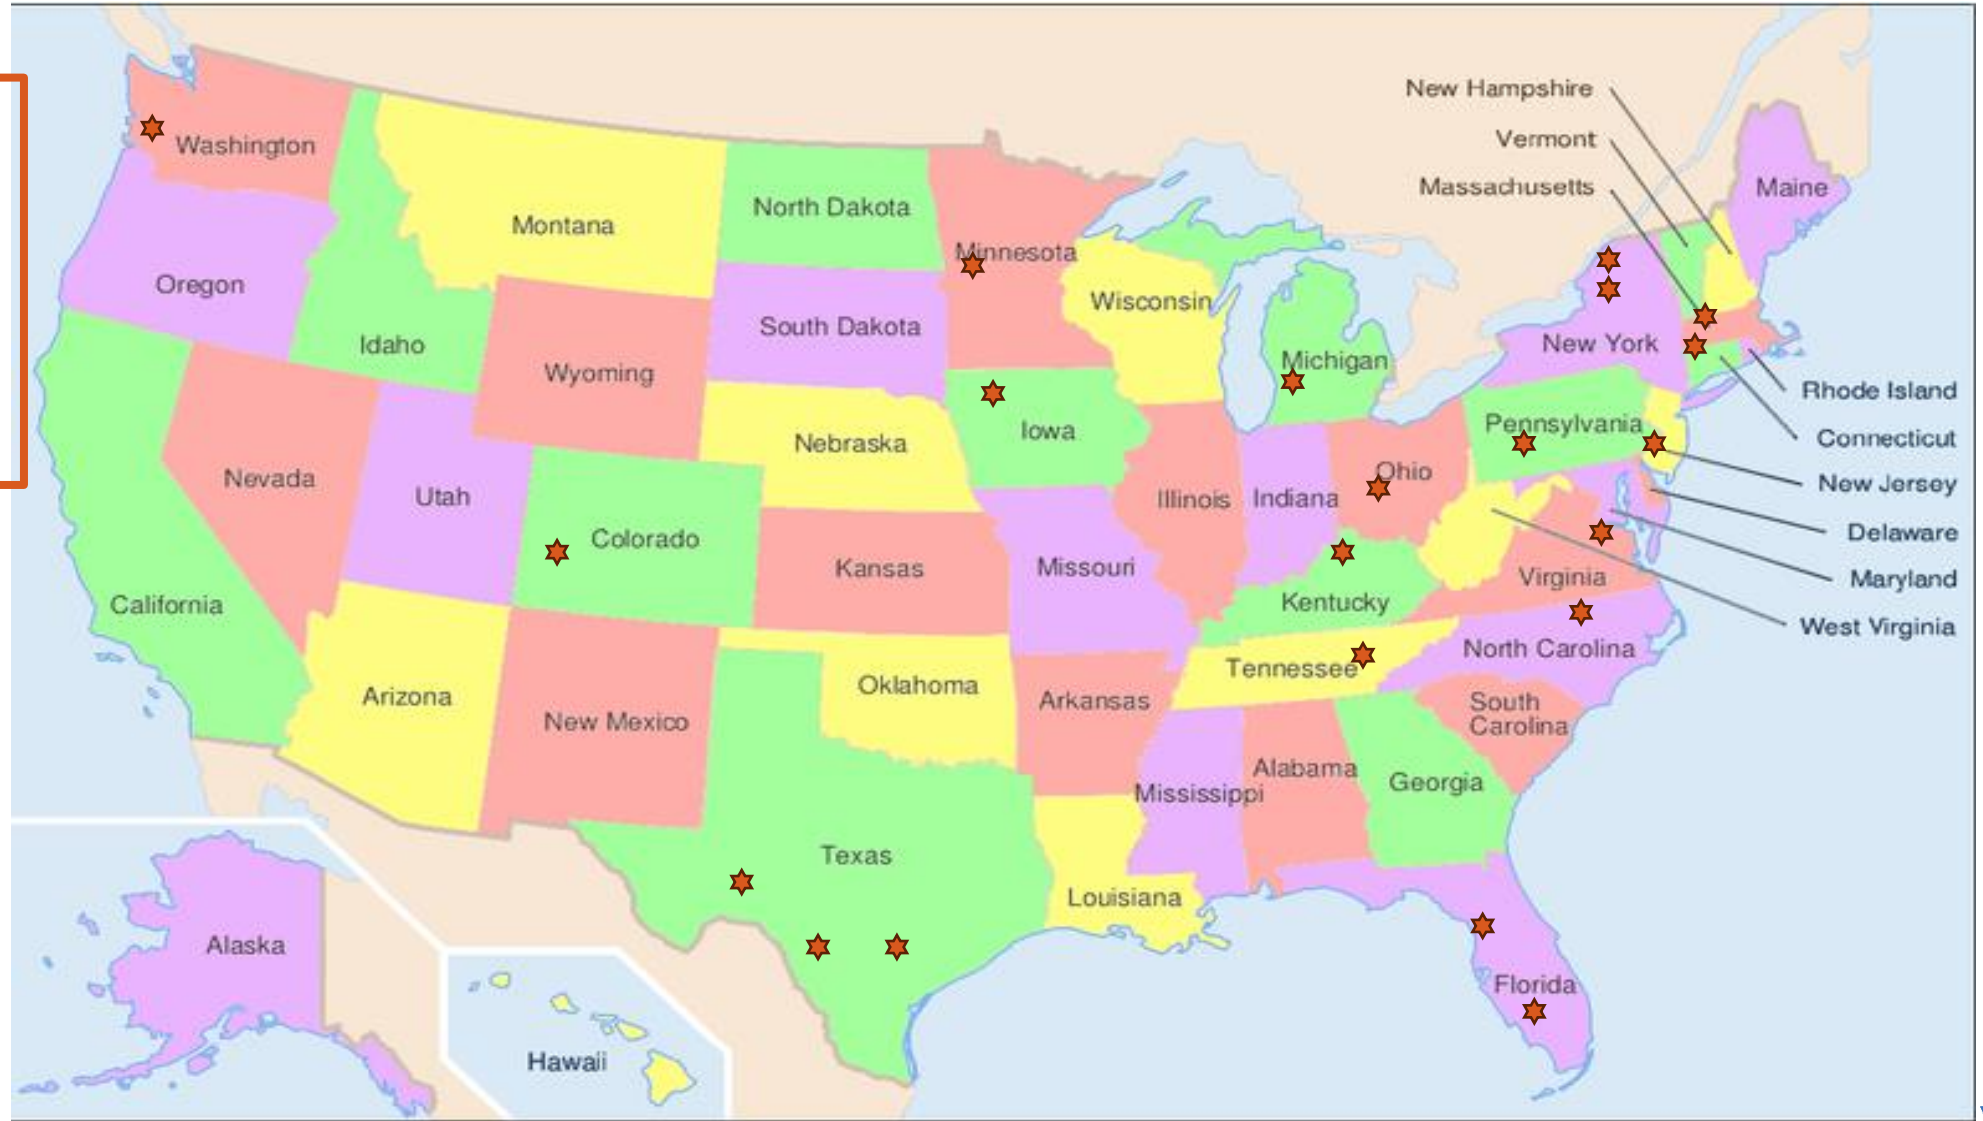 New Hampshire
Vermont
Massachusetts
Maine
Washington
Montana
North Dakota
Minnesota
Oregon
Idaho
Wyoming
South Dakota
Wisconsin
Michigan
New York
Rhode Island
Connecticut
New Jersey
Delaware
Maryland
West Virginia
Nevada
Utah
Colorado
Nebraska
Iowa
Illinois
Indiana
Ohio
Pennsylvania
California
Kansas
Missouri
Kentucky
Virginia
Arizona
New Mexico
Oklahoma
Arkansas
Tennessee
North Carolina
South
Carolina
Texas
Louisiana
Mississippi
Alabama
Georgia
Florida
Alaska
Hawaii